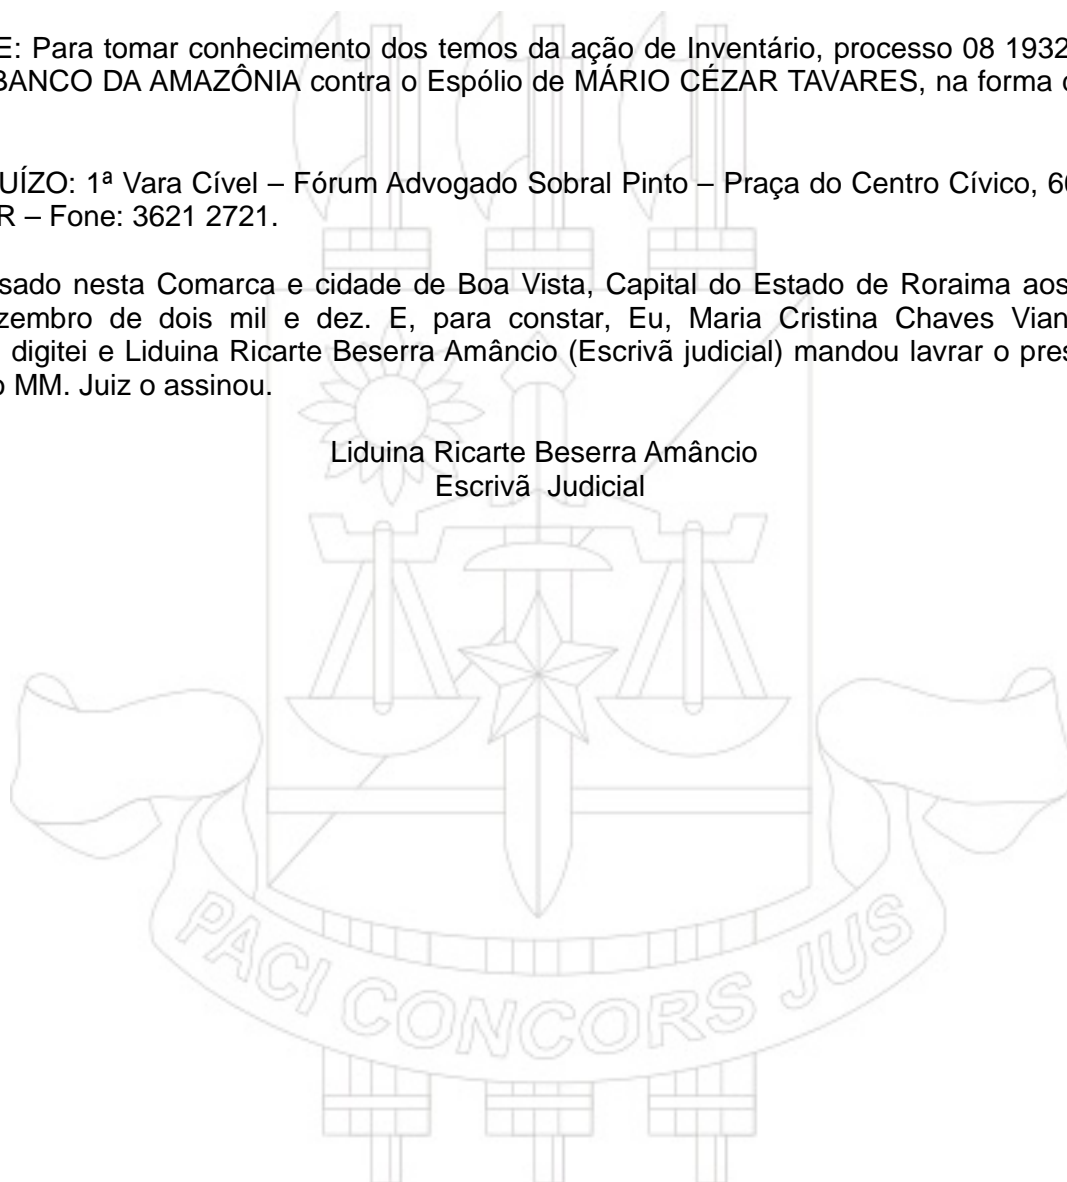 E: Para tomar conhecimento dos temos da ação de Inventário, processo 08 1932
BANCO DA AMAZÔNIA contra o Espólio de MÁRIO CÉZAR TAVARES, na forma
UÍZO: 1ª Vara Cível – Fórum Advogado Sobral Pinto – Praça do Centro Cívico, 6
R – Fone: 3621 2721.
sado nesta Comarca e cidade de Boa Vista, Capital do Estado de Roraima aos
zembro de dois mil e dez. E, para constar, Eu, Maria Cristina Chaves Vian
digitei e Liduina Ricarte Beserra Amâncio (Escrivã judicial) mandou lavrar o pres
o MM. Juiz o assinou.
Liduina Ricarte Beserra Amâncio
Escrivã Judicial
PACI CONCORS JUS